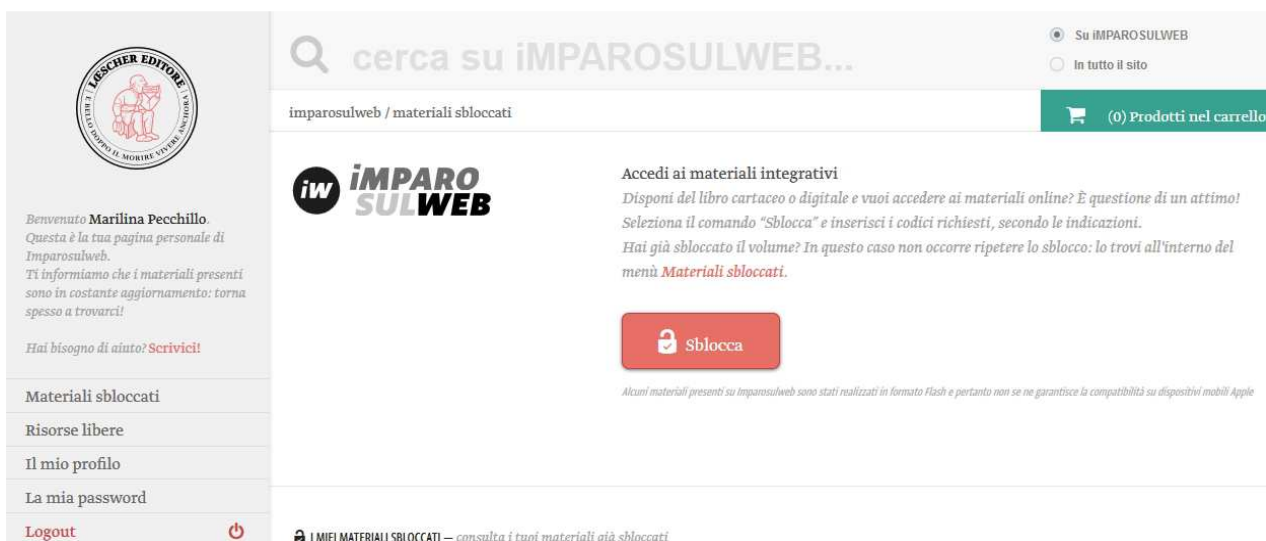 LŒSCHER EDITORE
È BELLO DOPPO IL MORIRE VIVERE ANCHORA
Benvenuto Marilina Pecchillo.
Questa è la tua pagina personale di
Imparosulweb.
Ti informiamo che i materiali presenti
sono in costante aggiornamento: torna
spesso a trovarci!
Hai bisogno di aiuto? Scrivici!
Materiali sbloccati
Risorse libere
Il mio profilo
La mia password
Logout
cerca su iMPAROSULWEB...
Su iMPAROSULWEB
In tutto il sito
imparosulweb / materiali sbloccati
(0) Prodotti nel carrello
iw iMPARO
SULWEB
Accedi ai materiali integrativi
Disponi del libro cartaceo o digitale e vuoi accedere ai materiali online? È questione di un attimo!
Seleziona il comando “Sblocca” e inserisci i codici richiesti, secondo le indicazioni.
Hai già sbloccato il volume? In questo caso non occorre ripetere lo sblocco: lo trovi all'interno del
menù Materiali sbloccati.
Sblocca
Alcuni materiali presenti su Imparosulweb sono stati realizzati in formato Flash e pertanto non se ne garantisce la compatibilità su dispositivi mobili Apple
I MIEI MATERIALI SBLOCCATI — consulta i tuoi materiali già sbloccati